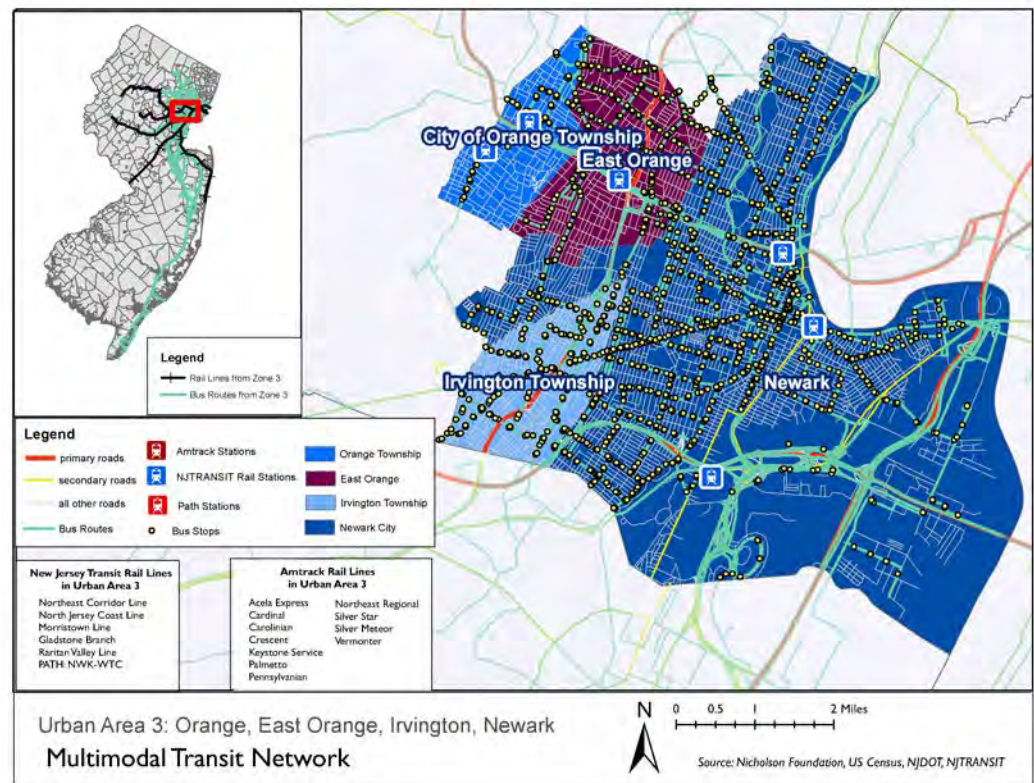 City of Orange Township
East Orange
Irvington Township
Newark
Legend
Rail Lines from Zone 3
Bus Routes from Zone 3
Legend
primary roads
secondary roads
all other roads
Bus Routes
Amtrack Stations
NJTRANSIT Rail Stations
Path Stations
Bus Stops
Orange Township
East Orange
Irvington Township
Newark City
New Jersey Transit Rail Lines
in Urban Area 3
Northeast Corridor Line
North Jersey Coast Line
Morristown Line
Gladstone Branch
Raritan Valley Line
PATH: NWK-WTC
Amtrack Rail Lines
in Urban Area 3
Acela Express
Cardinal
Carolinian
Crescent
Keystone Service
Palmetto
Pennsylvanian
Northeast Regional
Silver Star
Silver Meteor
Vermonter
Urban Area 3: Orange, East Orange, Irvington, Newark
Multimodal Transit Network
N
0 0.5 1 2 Miles
Source: Nicholson Foundation, US Census, NJDOT, NJTRANSIT